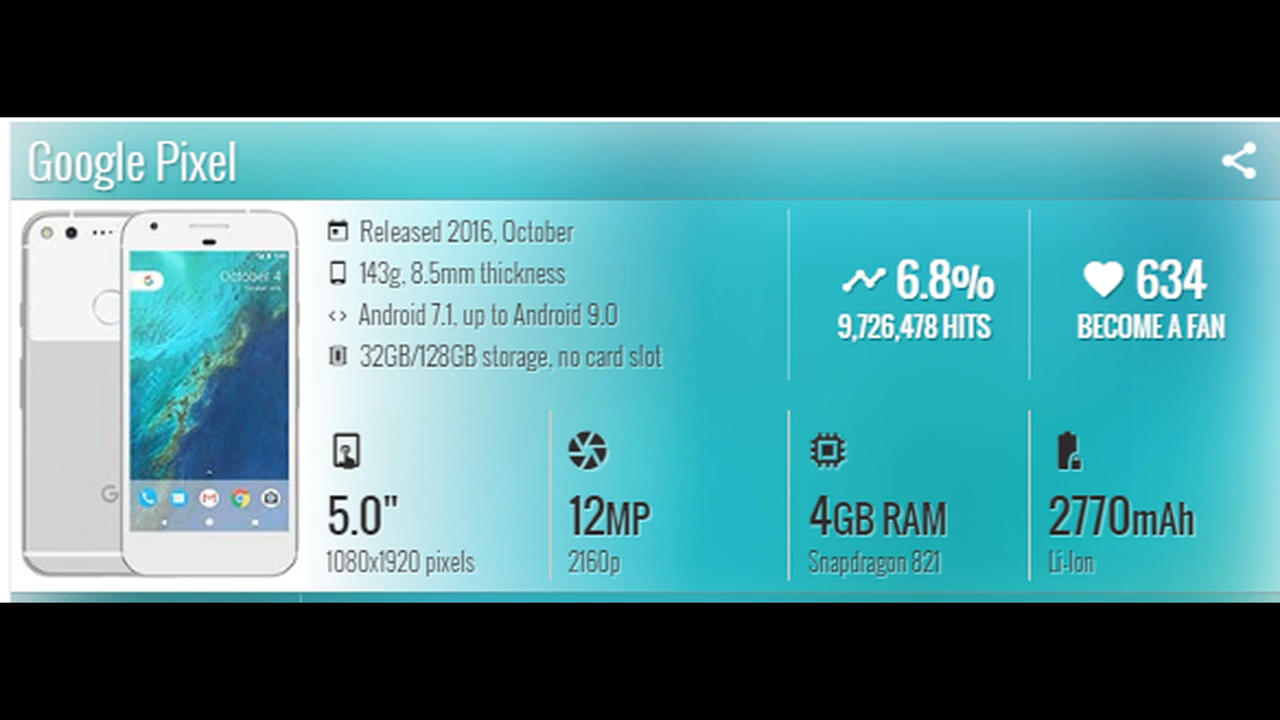 Google Pixel
October 4
G
Released 2016, October
143g, 8.5mm thickness
Android 7.1, up to Android 9.0
32GB/128GB storage, no card slot
6.8%
9,726,478 HITS
634
BECOME A FAN
5.0"
1080x1920 pixels
12MP
2160p
4GB RAM
Snapdragon 821
2770mAh
Li-Ion